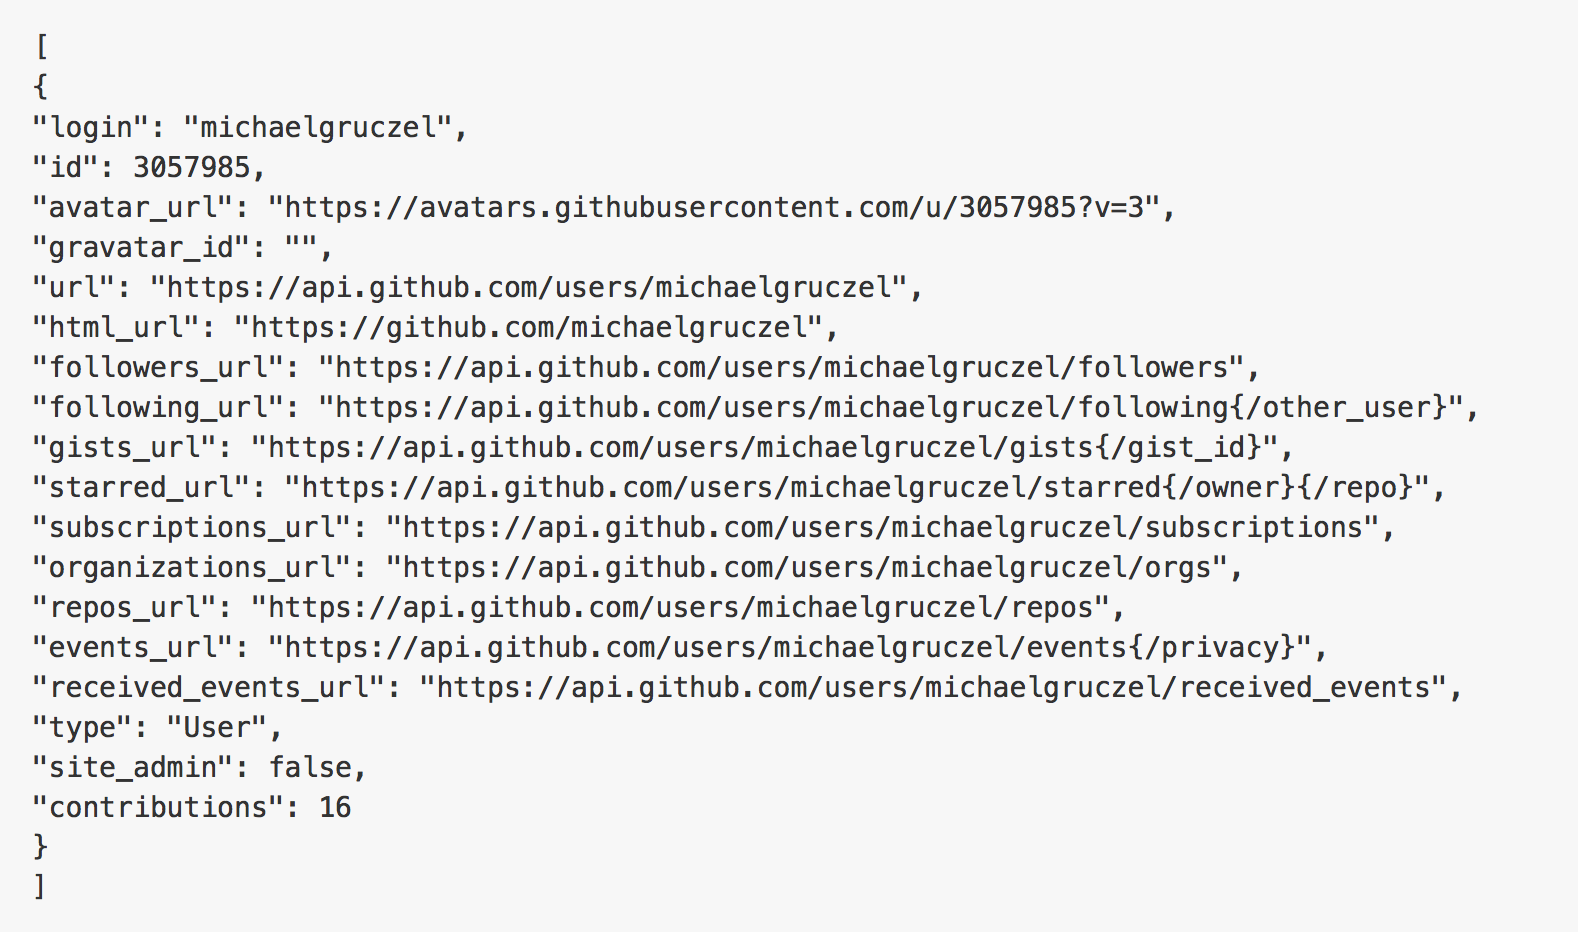 [
{
"login": "michaelgruczel",
"id": 3057985,
"avatar_url": "https://avatars.githubusercontent.com/u/3057985?v=3",
"gravatar_id": "",
"url": "https://api.github.com/users/michaelgruczel",
"html_url": "https://github.com/michaelgruczel",
"followers_url": "https://api.github.com/users/michaelgruczel/followers",
"following_url": "https://api.github.com/users/michaelgruczel/following{/other_user}",
"gists_url": "https://api.github.com/users/michaelgruczel/gists{/gist_id}",
"starred_url": "https://api.github.com/users/michaelgruczel/starred{/owner}{/repo}",
"subscriptions_url": "https://api.github.com/users/michaelgruczel/subscriptions",
"organizations_url": "https://api.github.com/users/michaelgruczel/orgs",
"repos_url": "https://api.github.com/users/michaelgruczel/repos",
"events_url": "https://api.github.com/users/michaelgruczel/events{/privacy}",
"received_events_url": "https://api.github.com/users/michaelgruczel/received_events",
"type": "User",
"site_admin": false,
"contributions": 16
}
]